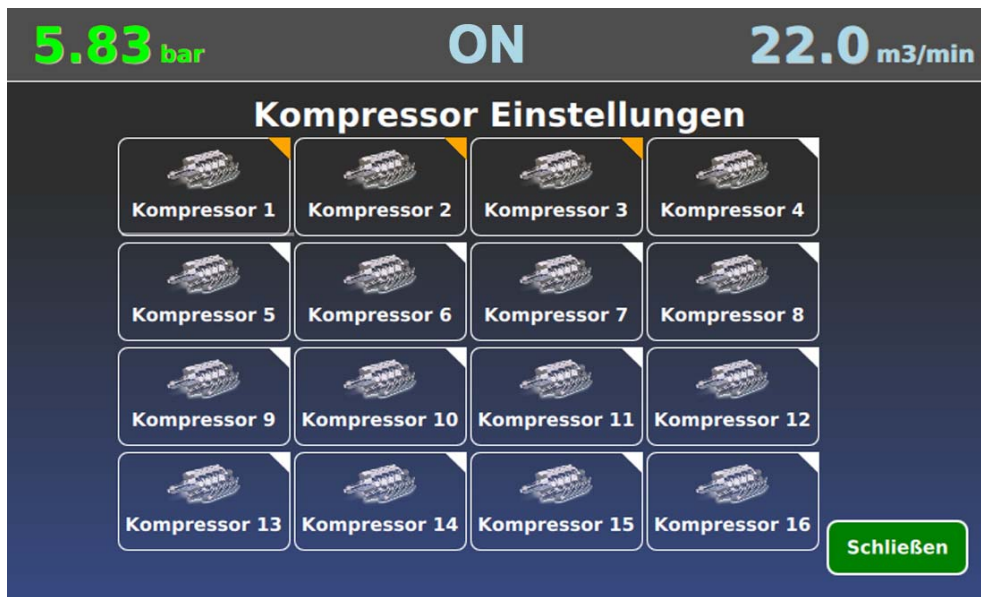 5.83 bar ON 22.0 m3/min
Kompressor Einstellungen
Kompressor 1 Kompressor 2 Kompressor 3 Kompressor 4
Kompressor 5 Kompressor 6 Kompressor 7 Kompressor 8
Kompressor 9 Kompressor 10 Kompressor 11 Kompressor 12
Kompressor 13 Kompressor 14 Kompressor 15 Kompressor 16
Schließen